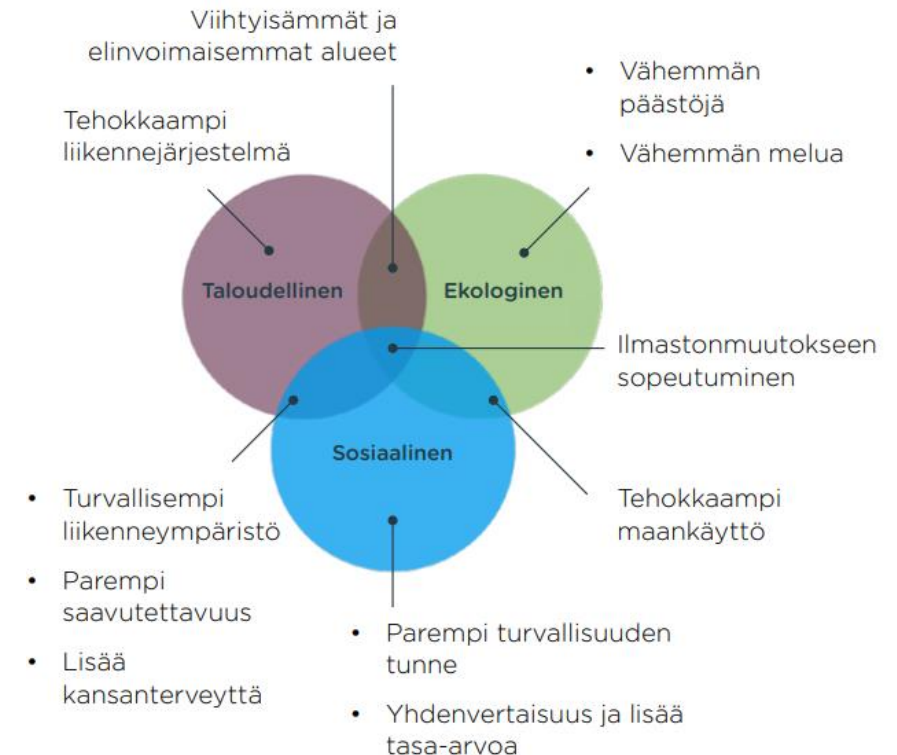 Viihtyisämmät ja
elinvoimaisemmat alueet
• Vähemmän
päästöjä
• Vähemmän melua
Tehokkaampi
liikennejärjestelmä
Taloudellinen
Ekologinen
Ilmastonmuutokseen
sopeutuminen
Sosiaalinen
• Turvallisempi
liikenneympäristö
• Parempi
saavutettavuus
• Lisää
kansanterveyttä
Tehokkaampi
maankäyttö
• Parempi turvallisuuden
tunne
• Yhdenvertaisuus ja lisää
tasa-arvoa